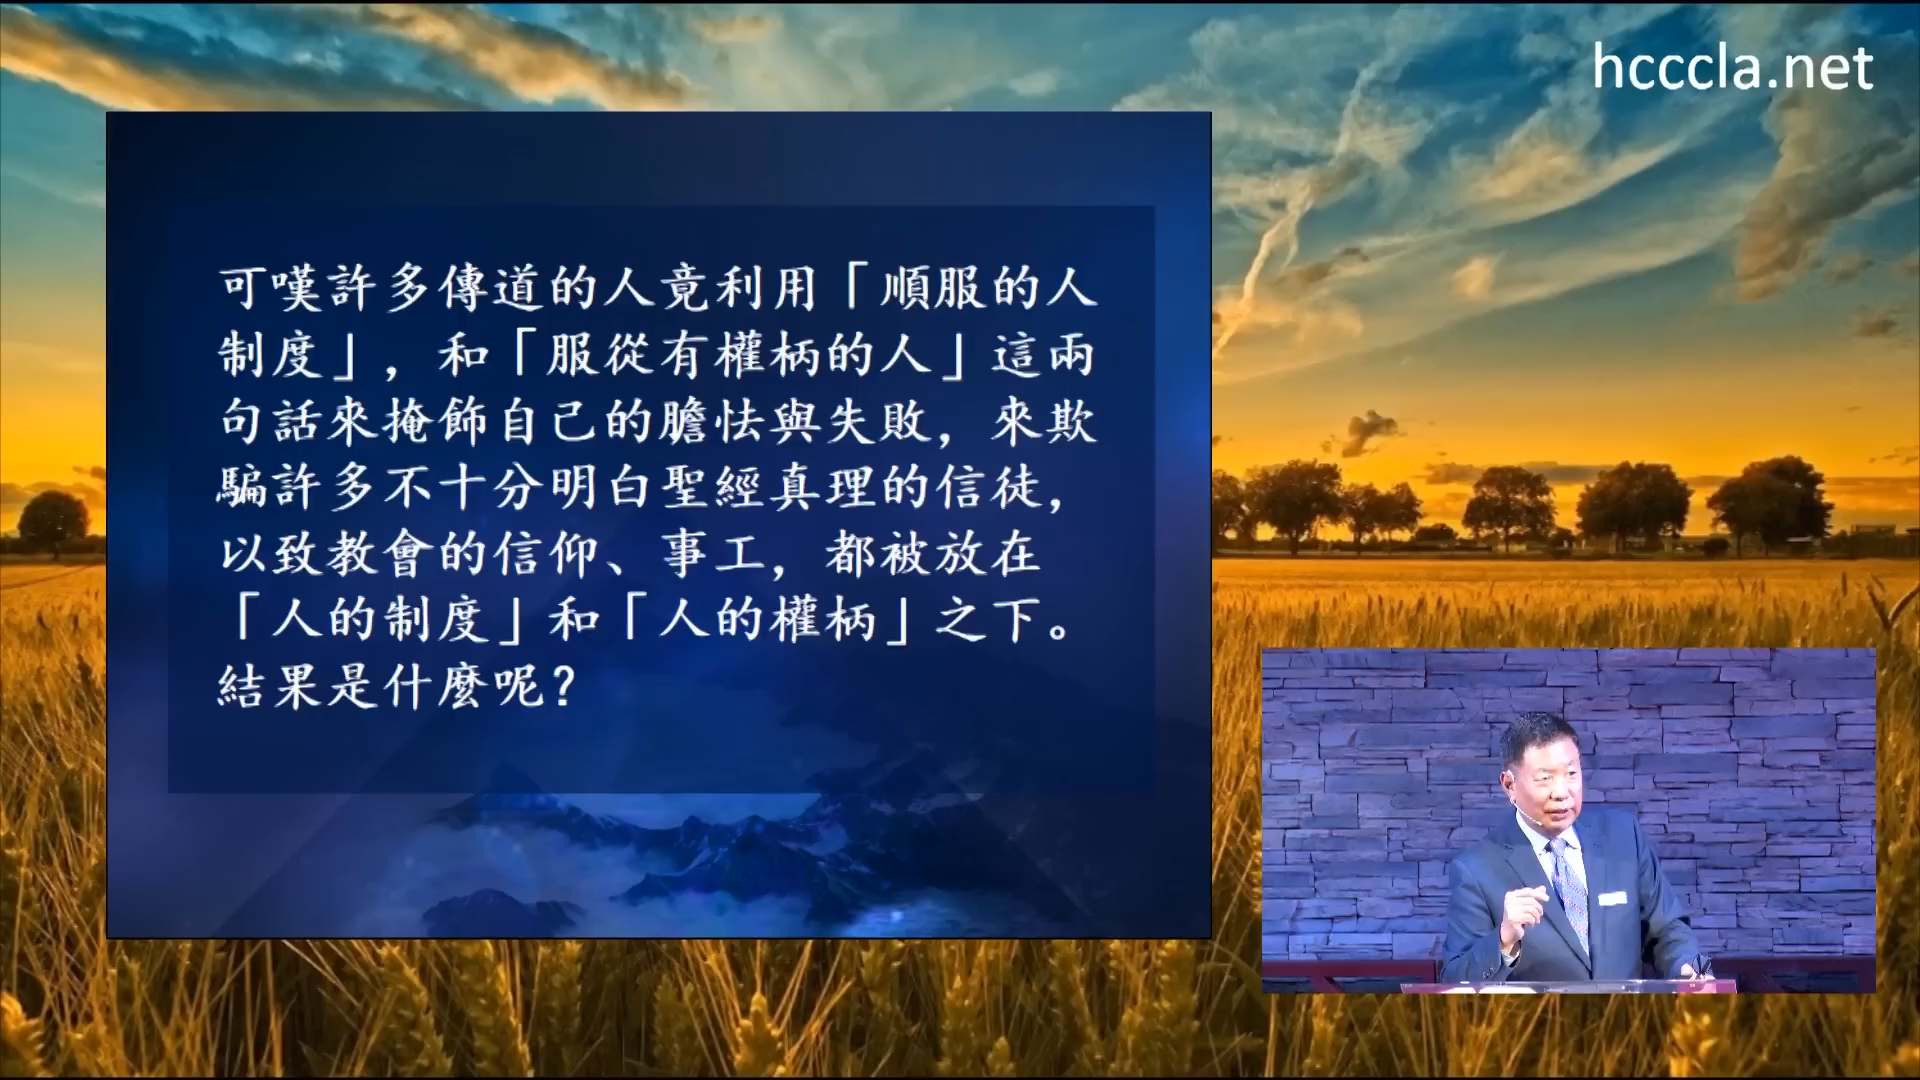 hcccla.net
可嘆許多傳道的人竟利用「順服的人
制度」，和「服從有權柄的人」這兩
句話來掩飾自己的膽怯與失敗，來欺
騙許多不十分明白聖經真理的信徒，
以致教會的信仰、事工，都被放在
「人的制度」和「人的權柄」之下。
結果是什麼呢？